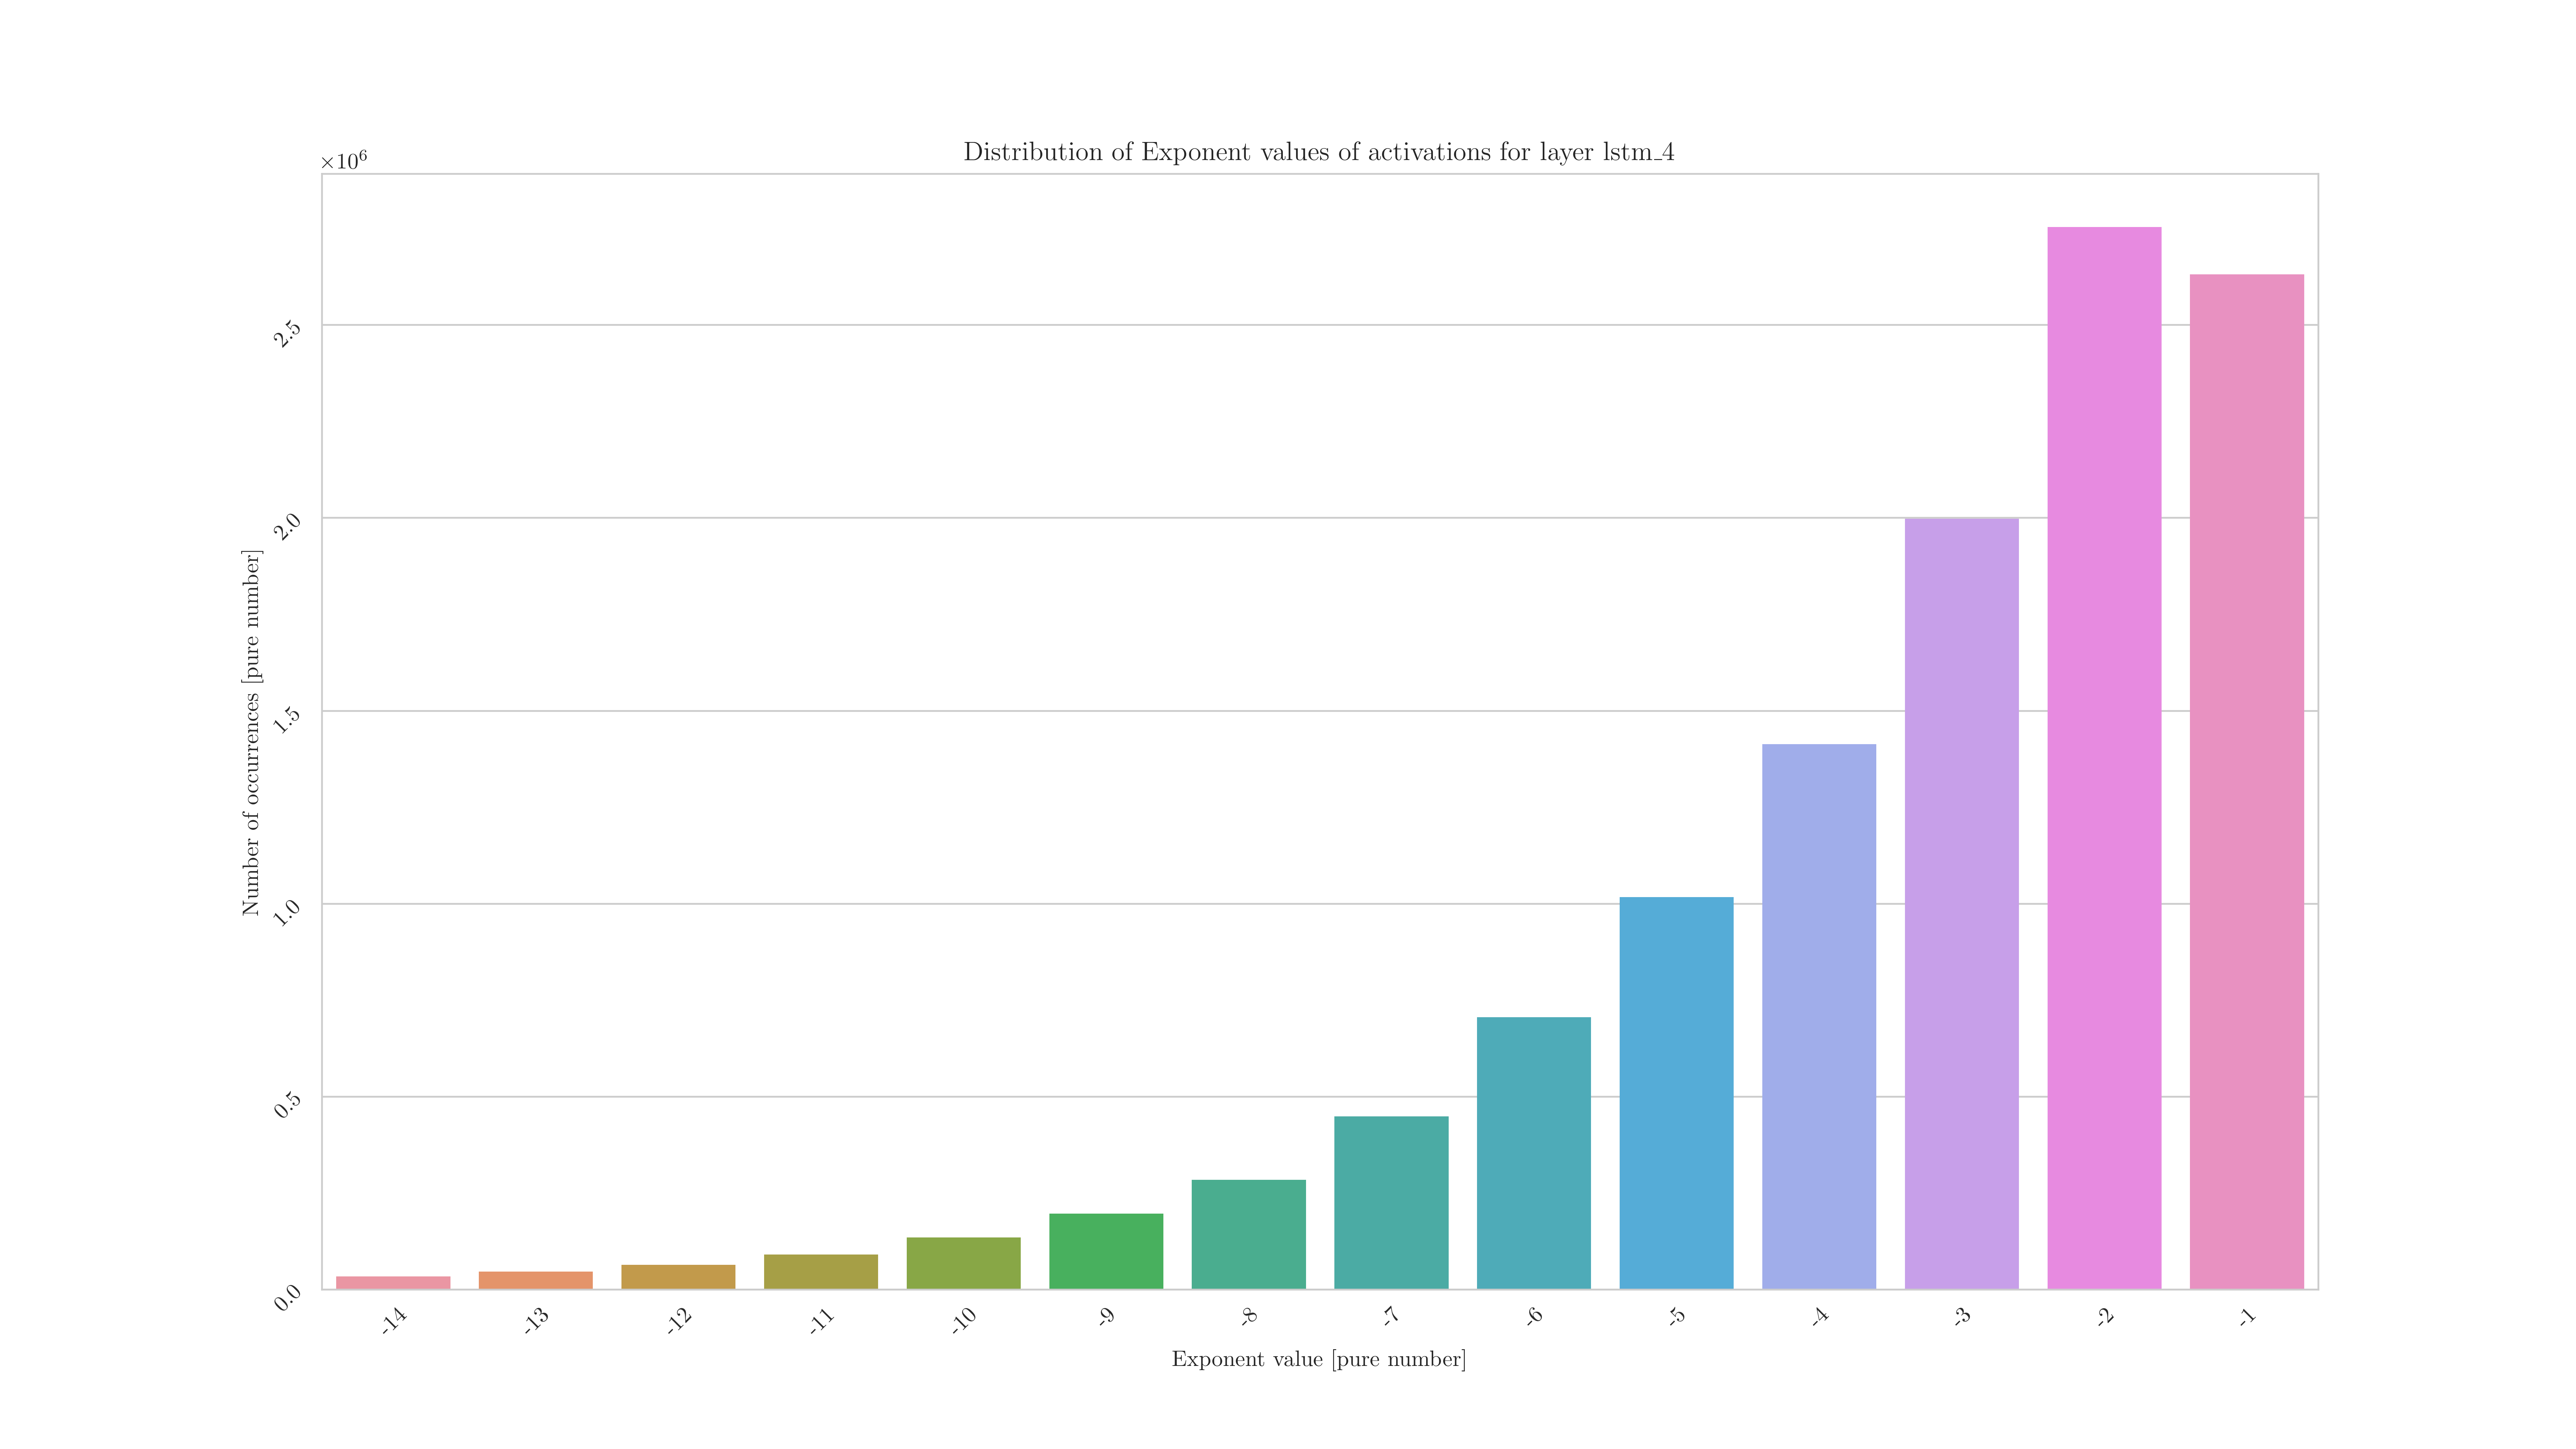 Distribution of Exponent values of activations for layer lstm_4
×10⁶
2.5
2.0
1.5
1.0
0.5
0.0
Number of occurrences [pure number]
-14 -13 -12 -11 -10 -9 -8 -7 -6 -5 -4 -3 -2 -1
Exponent value [pure number]